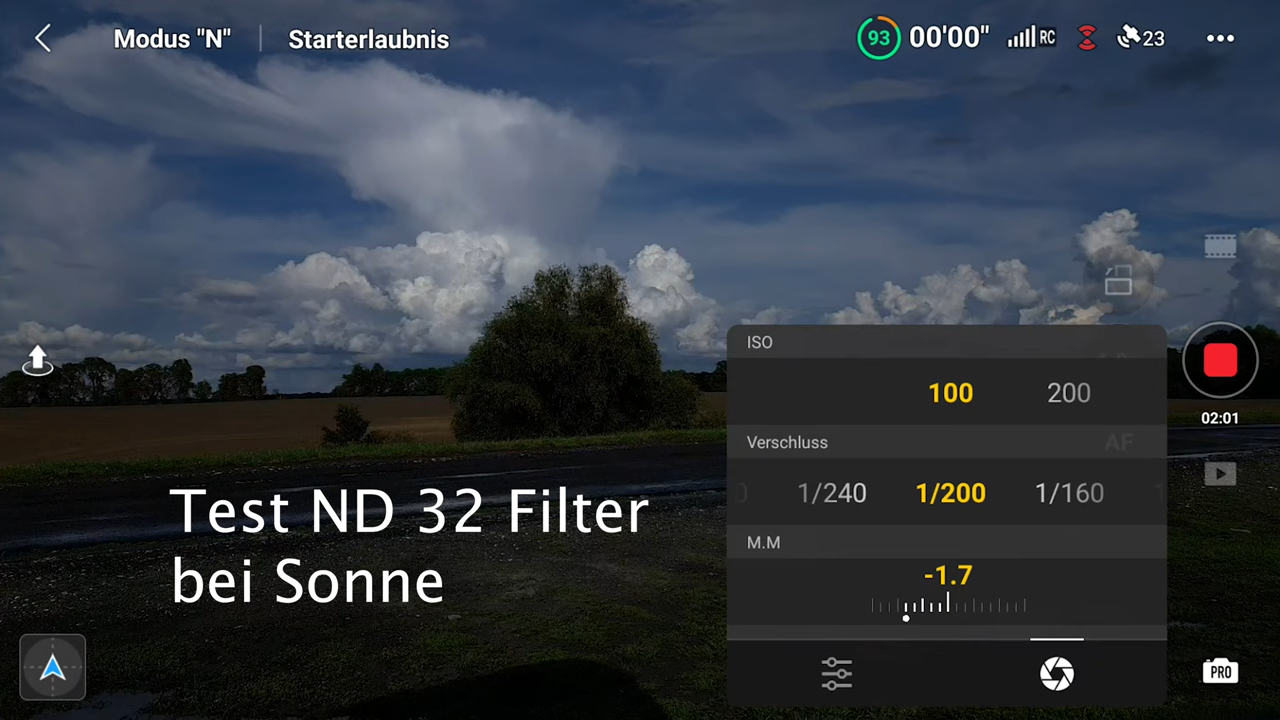 Modus "N" | Starterlaubnis
93 00'00" RC 23
ISO
100 200
02:01
Verschluss
AF
1/240 1/200 1/160
M.M
-1.7
Test ND 32 Filter
bei Sonne
PRO